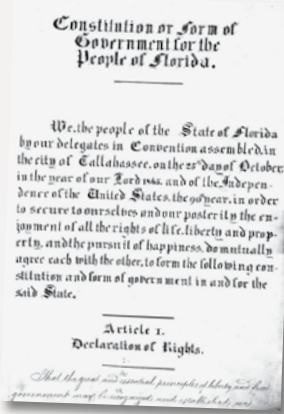 Constitution or Form of
Government for the
People of Florida.
We, the people of the State of Florida
by our delegates in Convention assembled, in
the city of Tallahassee, on the 25th day of October
in the year of our Lord 1865, and of the Indepen-
dence of the United States, the 90th year, in order
to secure to ourselves and our posterity the en-
joyment of all the rights of life, liberty and prop-
erty, and the pursuit of happiness, do mutually
agree each with the other, to form the following con-
stitution and form of government in and for the
said State.
Article 1.
Declaration of Rights.
That the great and essential principles of liberty and
government may be recognized and established, we